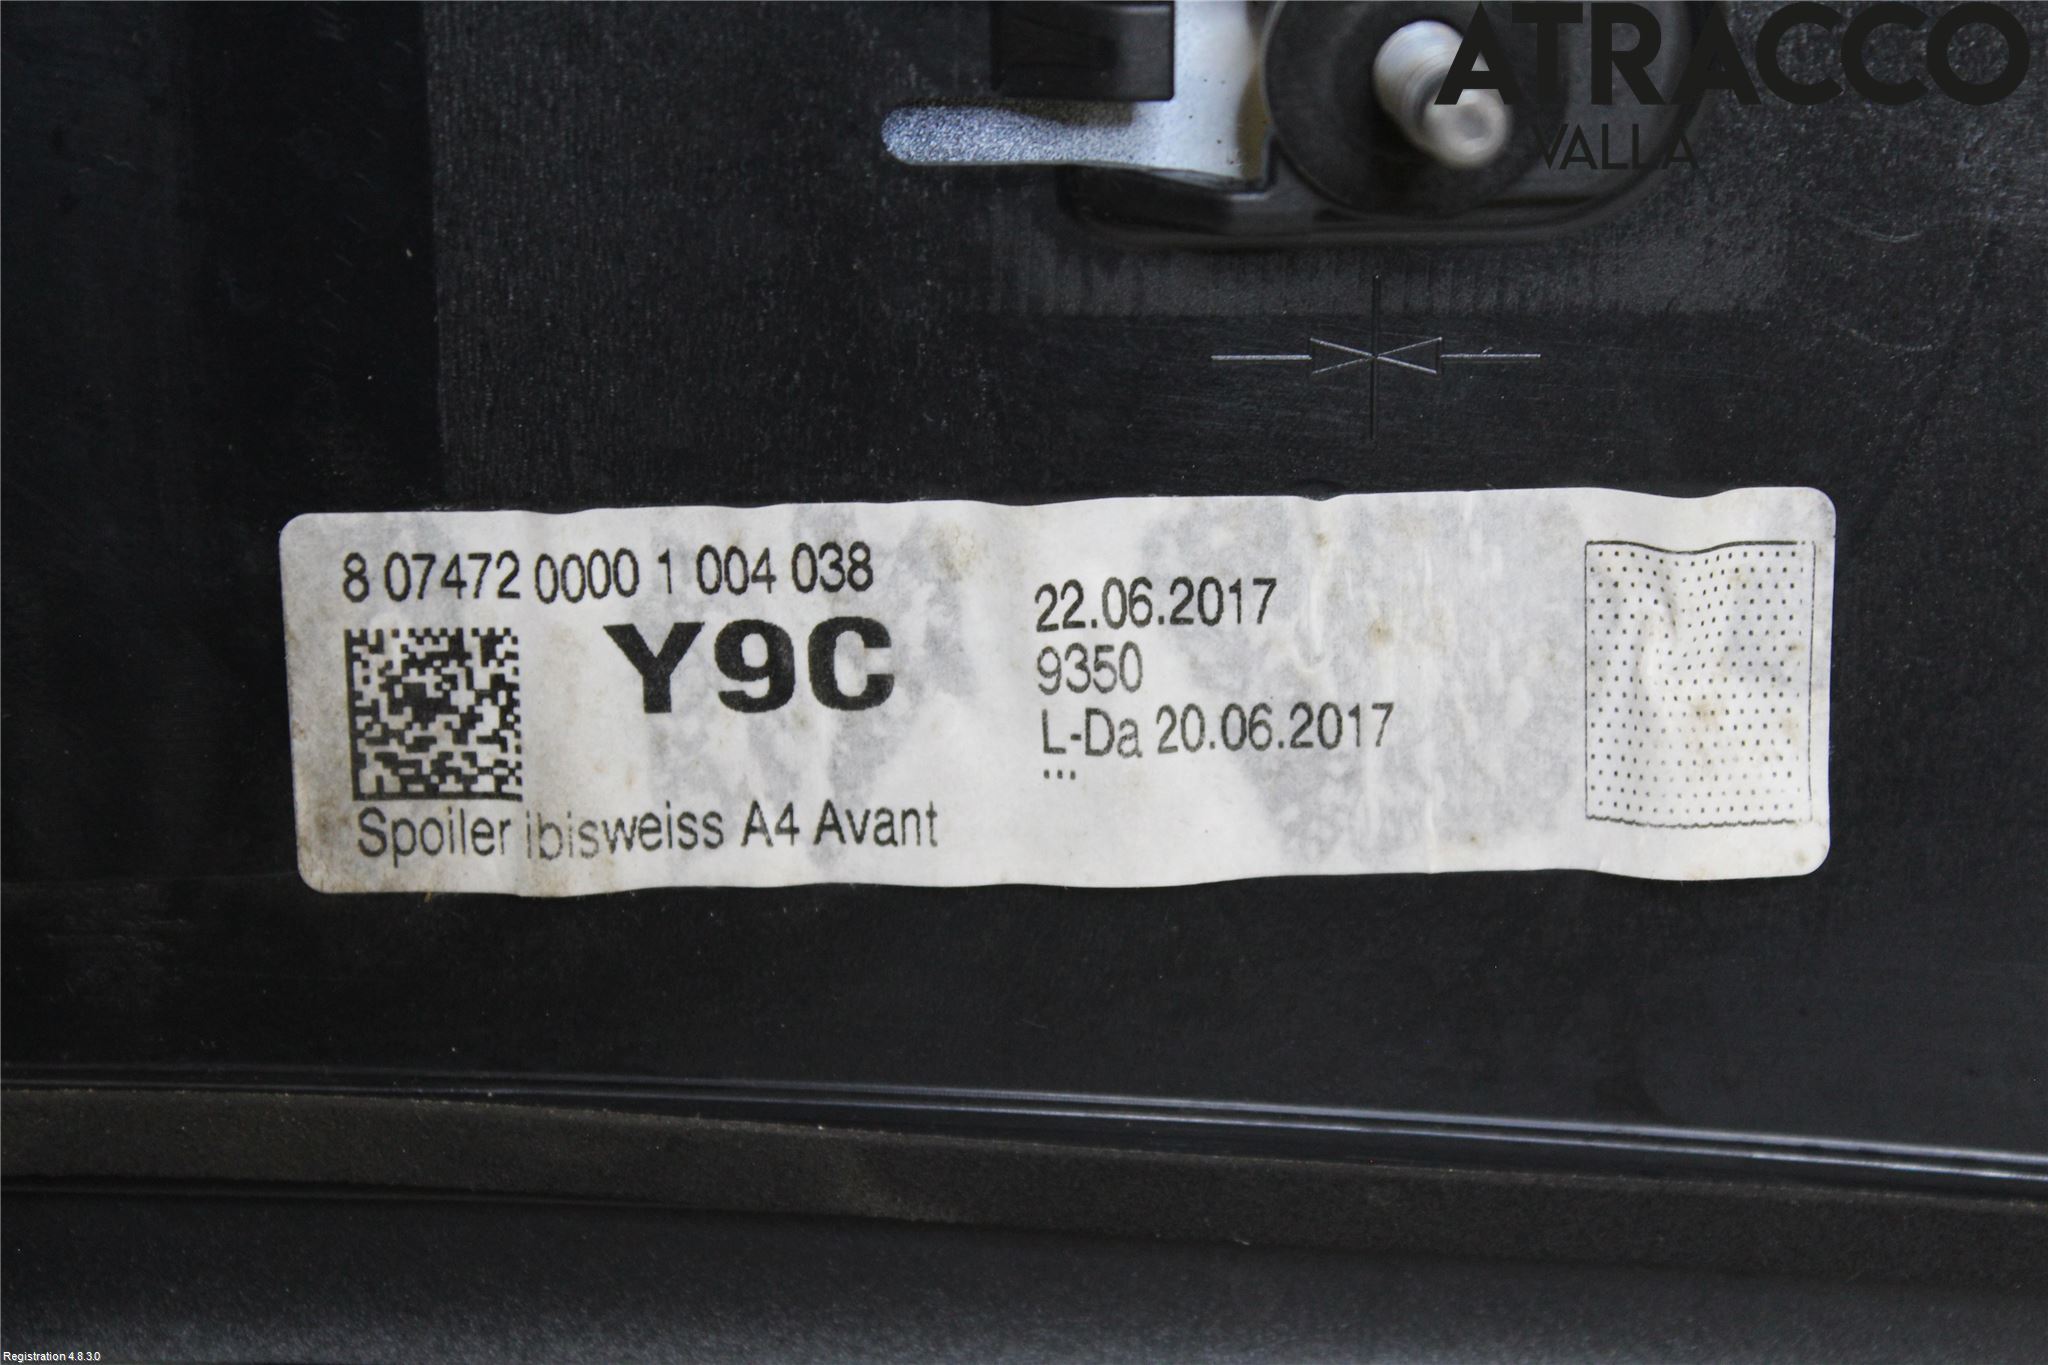 ATRACCO
VALLA
8 07472 0000 1 004 038
Y9C
22.06.2017
9350
L-Da 20.06.2017
...
Spoiler ibisweiss A4 Avant
Registration 4.8.3.0